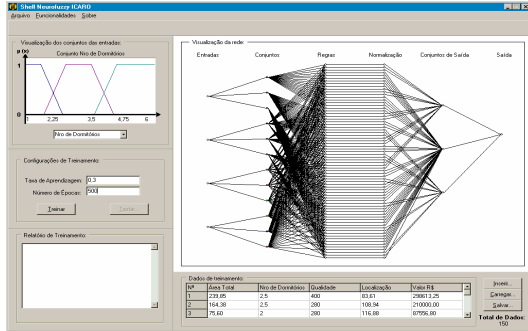 Shell Neurofuzzy ICARO
Arquivo Funcionalidades Sobre
Visualização dos conjuntos das entradas:
μ (x)
Conjunto Nro de Dormitórios
1
0
1 2,25 3,5 4,75 6
Nro de Dormitórios
Configurações de Treinamento:
Taxa de Aprendizagem: 0,3
Número de Épocas: 500
Treinar Testar
Relatório de Treinamento:
Visualização da rede:
Entradas Conjuntos Regras Normalização Conjuntos de Saída Saída
Dados de treinamento:
Nº Área Total Nro de Dormitórios Qualidade Localização Valor R$
1 239,85 2,5 400 83,61 298613,25
2 164,38 2,5 280 108,94 210000,00
3 75,60 2 280 116,88 87556,80
Inserir...
Carregar...
Salvar...
Total de Dados:
150